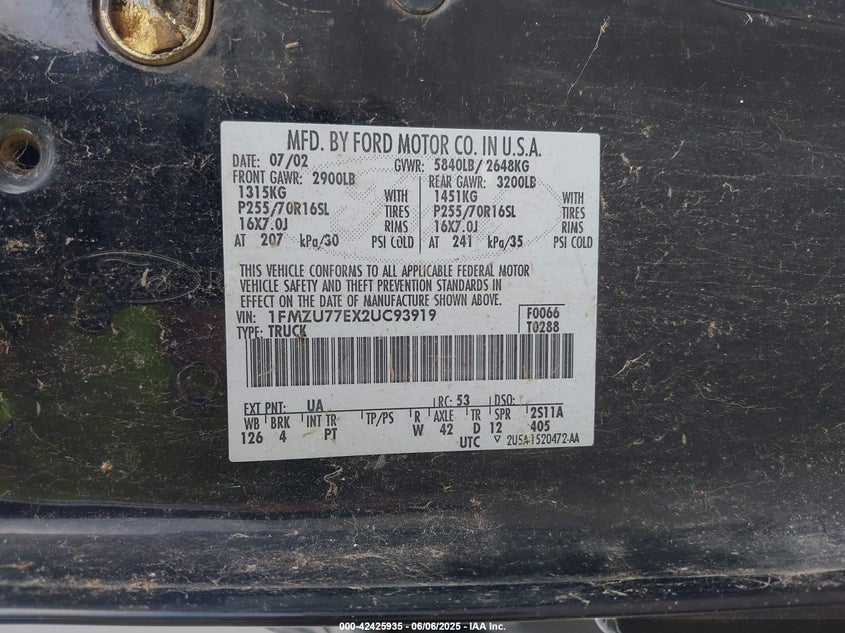 MFD. BY FORD MOTOR CO. IN U.S.A.
DATE: 07/02 GVWR: 5840LB/ 2648KG
FRONT GAWR: 2900LB REAR GAWR: 3200LB
1315KG WITH 1451KG WITH
P255/70R16SL TIRES P255/70R16SL TIRES
16X7.0J RIMS 16X7.0J RIMS
AT 207 kPa/30 PSI COLD AT 241 kPa/35 PSI COLD
THIS VEHICLE CONFORMS TO ALL APPLICABLE FEDERAL MOTOR
VEHICLE SAFETY AND THEFT PREVENTION STANDARDS IN
EFFECT ON THE DATE OF MANUFACTURE SHOWN ABOVE.
VIN: 1FMZU77EX2UC93919 F0066
TYPE: TRUCK T0288
EXT PNT: UA RC: 53 DSO:
WB BRK INT TR TP/PS R AXLE TR SPR 2S11A
126 4 PT W 42 D 12 405
UTC 2U5A-1520472-AA
000-42425935 - 06/06/2025 - IAA Inc.